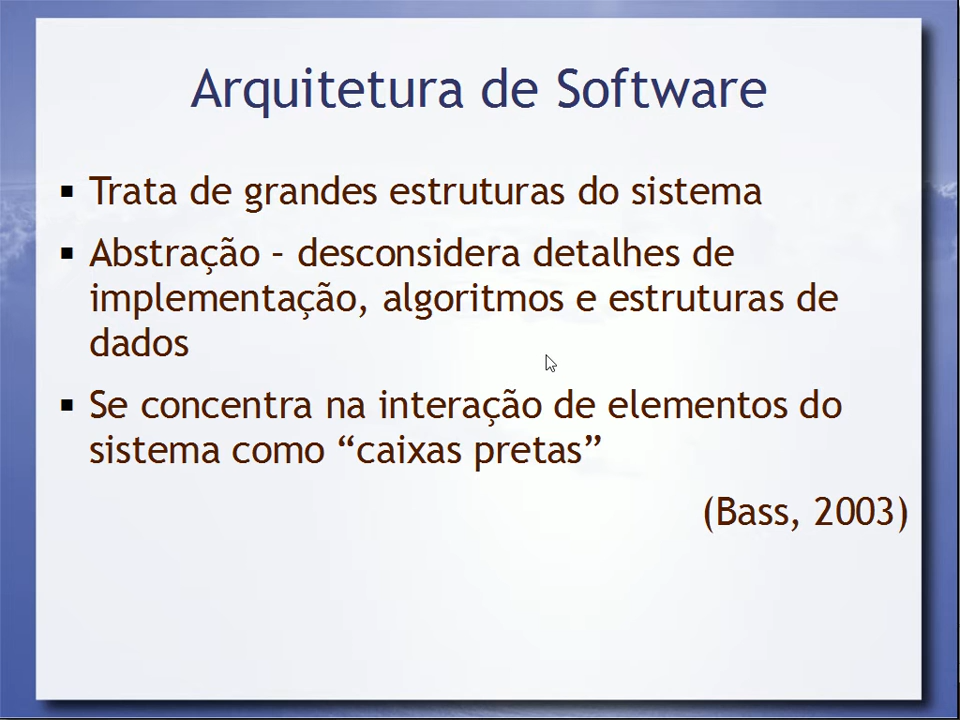 Arquitetura de Software
▪ Trata de grandes estruturas do sistema
▪ Abstração – desconsidera detalhes de
implementação, algoritmos e estruturas de
dados
▪ Se concentra na interação de elementos do
sistema como “caixas pretas”
(Bass, 2003)